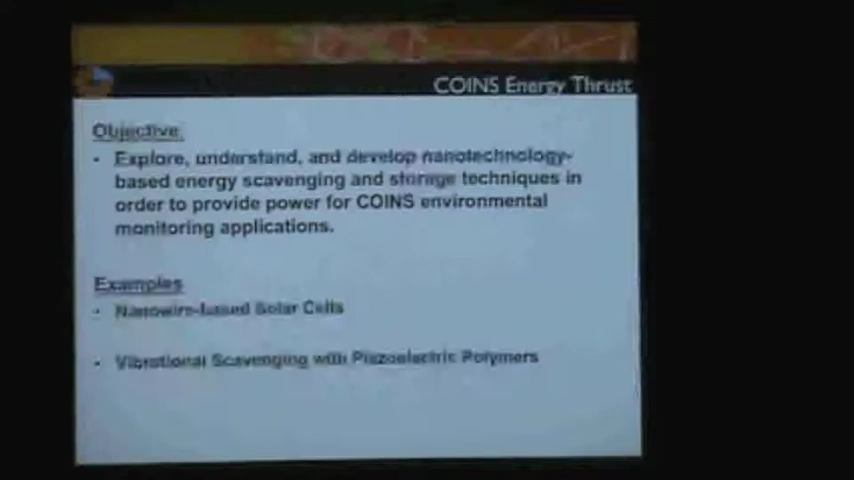 COINS Energy Thrust
Objective
• Explore, understand, and develop nanotechnology-
based energy scavenging and storage techniques in
order to provide power for COINS environmental
monitoring applications.
Examples
• Nanowire-based Solar Cells
• Vibrational Scavenging with Piezoelectric Polymers